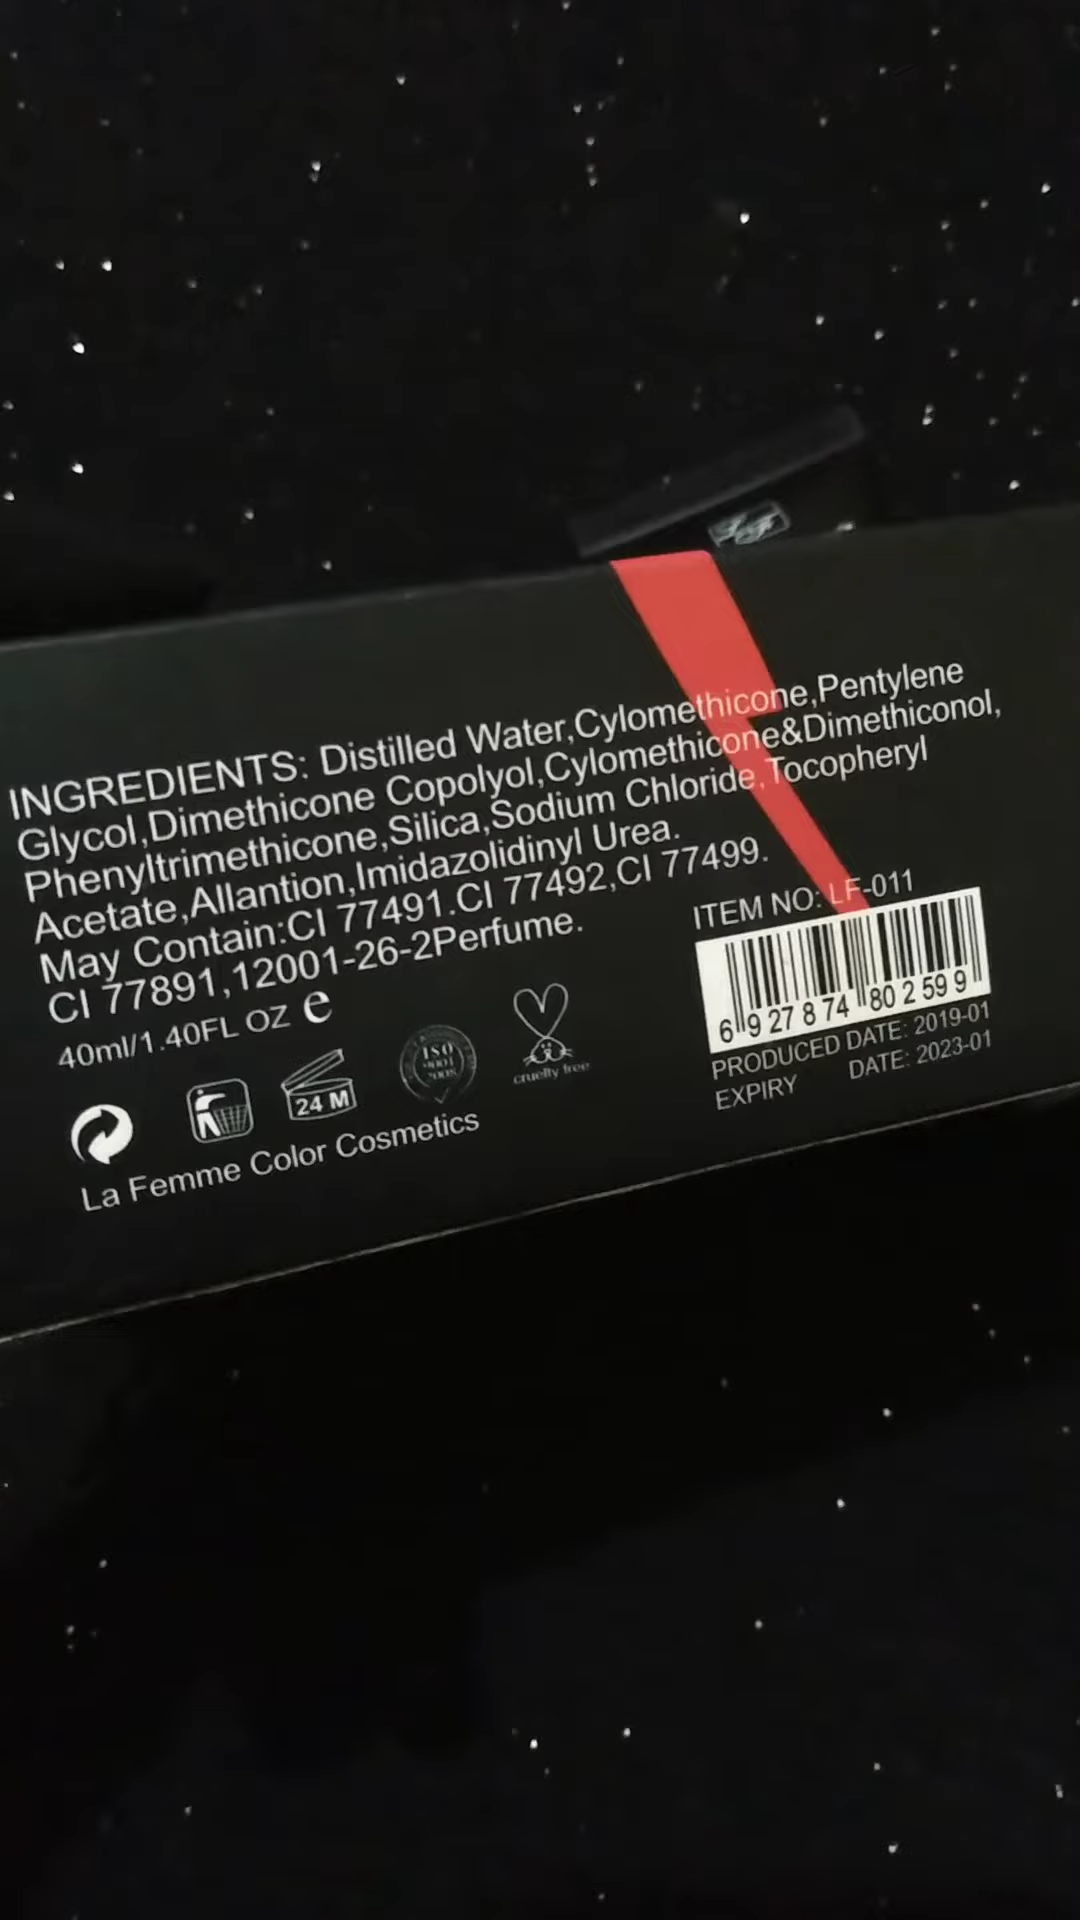 INGREDIENTS: Distilled Water,Cylomethicone,Pentylene
Glycol,Dimethicone Copolyol,Cylomethicone&Dimethiconol,
Phenyltrimethicone,Silica,Sodium Chloride,Tocopheryl
Acetate,Allantion,Imidazolidinyl Urea.
May Contain:CI 77491.CI 77492,CI 77499.
CI 77891,12001-26-2Perfume.
40ml/1.40FL OZ e
24 M
ISO
cruelty free
La Femme Color Cosmetics
ITEM NO: LF-011
6 927874 802599
PRODUCED DATE: 2019-01
EXPIRY DATE: 2023-01